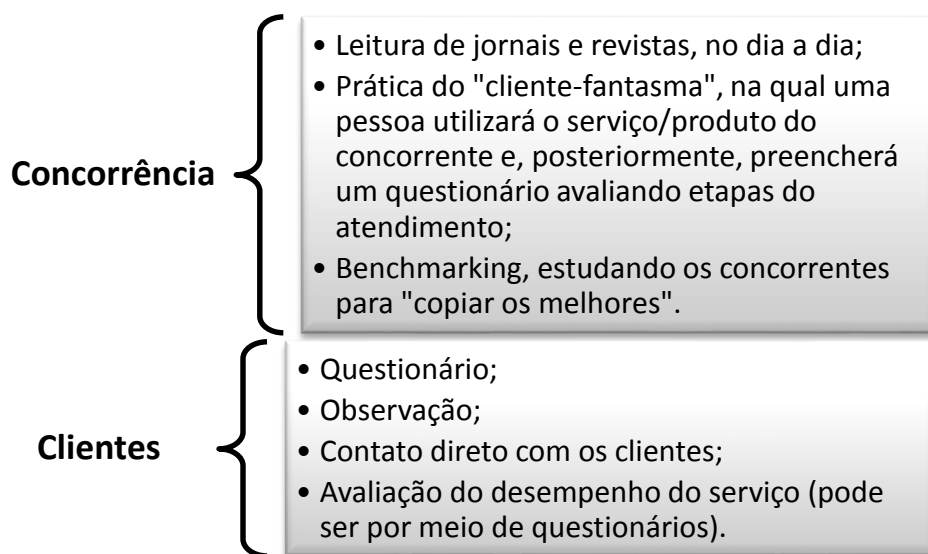 Concorrência
• Leitura de jornais e revistas, no dia a dia;
• Prática do "cliente-fantasma", na qual uma
pessoa utilizará o serviço/produto do
concorrente e, posteriormente, preencherá
um questionário avaliando etapas do
atendimento;
• Benchmarking, estudando os concorrentes
para "copiar os melhores".
Clientes
• Questionário;
• Observação;
• Contato direto com os clientes;
• Avaliação do desempenho do serviço (pode
ser por meio de questionários).